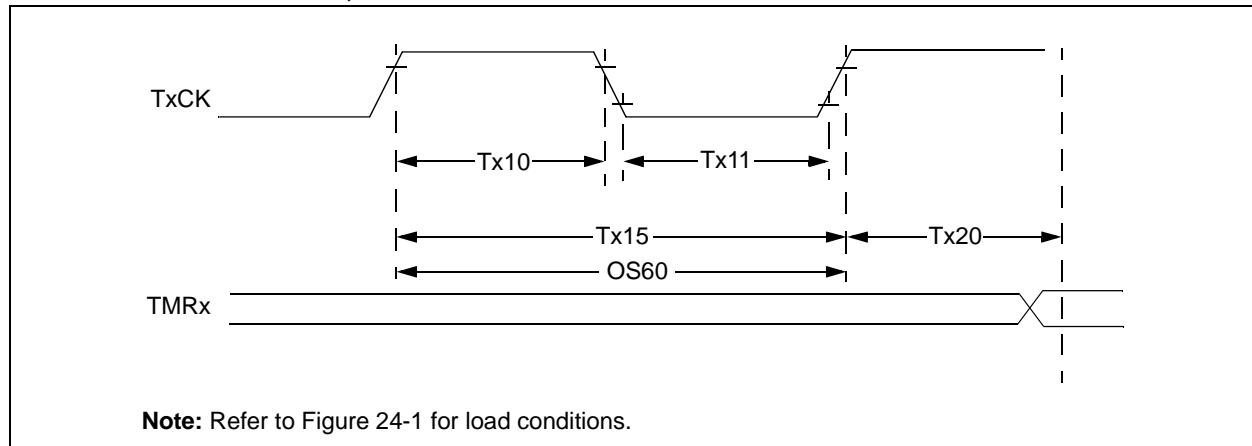 TxCK
Tx10
Tx11
Tx15
Tx20
OS60
TMRx
Note: Refer to Figure 24-1 for load conditions.